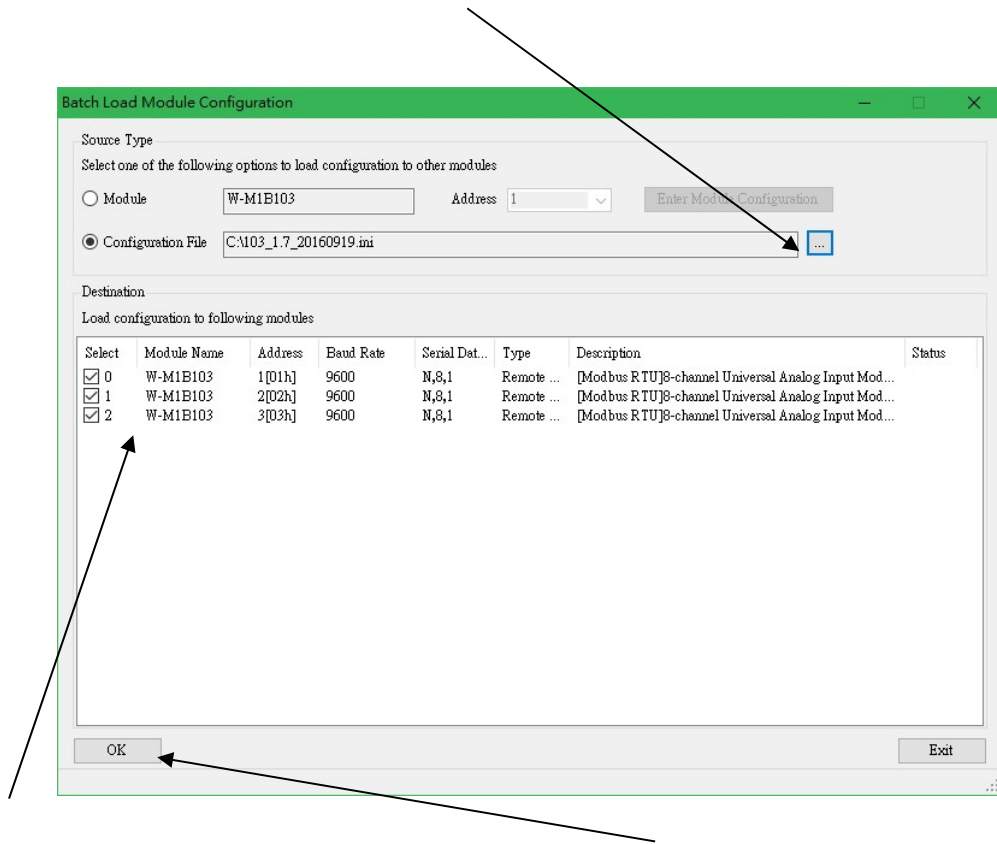 Batch Load Module Configuration
Source Type
Select one of the following options to load configuration to other modules
Module W-M1B103 Address 1 Enter Module Configuration
Configuration File C:\103_1.7_20160919.ini ...
Destination
Load configuration to following modules
Select Module Name Address Baud Rate Serial Dat... Type Description Status
0 W-M1B103 1[01h] 9600 N,8,1 Remote ... [Modbus RTU]8-channel Universal Analog Input Mod...
1 W-M1B103 2[02h] 9600 N,8,1 Remote ... [Modbus RTU]8-channel Universal Analog Input Mod...
2 W-M1B103 3[03h] 9600 N,8,1 Remote ... [Modbus RTU]8-channel Universal Analog Input Mod...
OK Exit